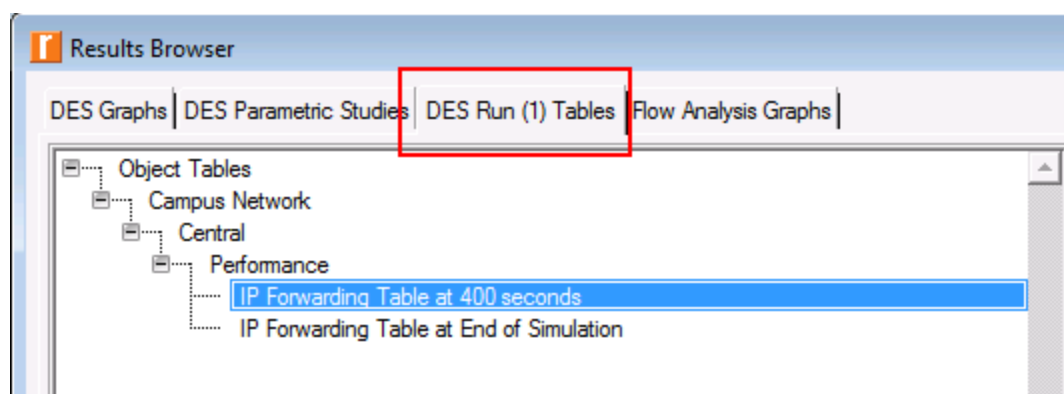 Results Browser
DES Graphs DES Parametric Studies DES Run (1) Tables Flow Analysis Graphs
Object Tables
Campus Network
Central
Performance
IP Forwarding Table at 400 seconds
IP Forwarding Table at End of Simulation